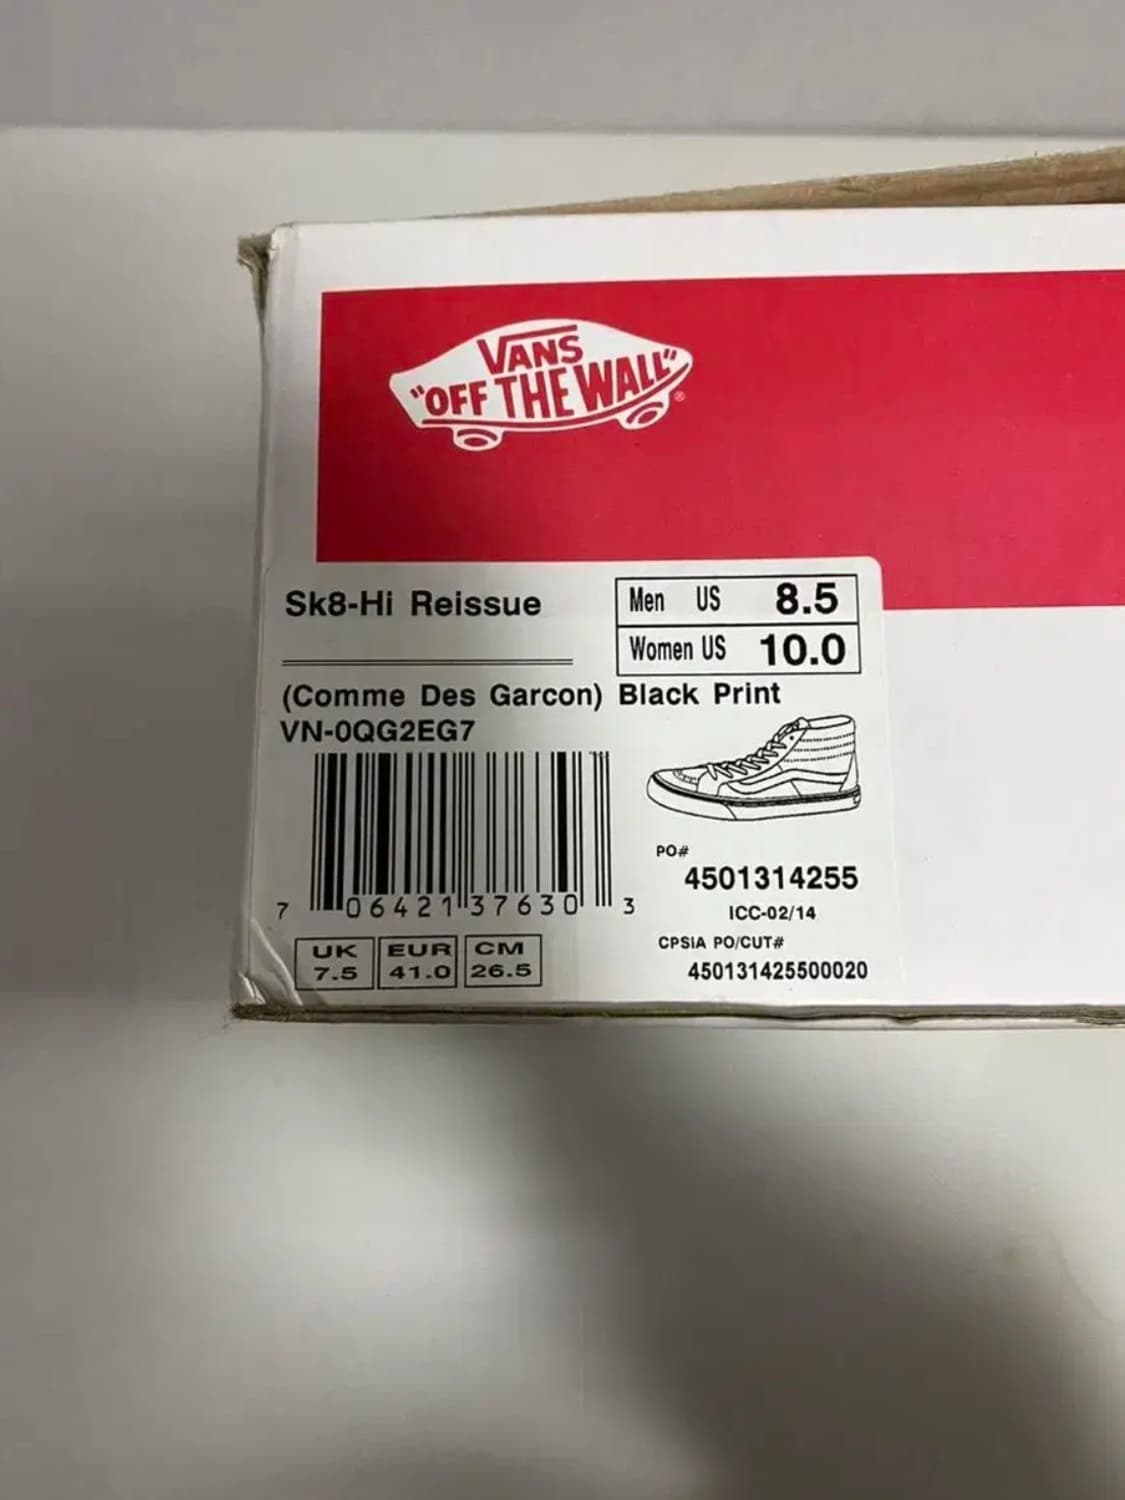 VANS
"OFF THE WALL"®
Sk8-Hi Reissue
Men US 8.5
Women US 10.0
(Comme Des Garcon) Black Print
VN-0QG2EG7
7 06421 37630 3
PO#
4501314255
ICC-02/14
CPSIA PO/CUT#
450131425500020
UK EUR CM
7.5 41.0 26.5